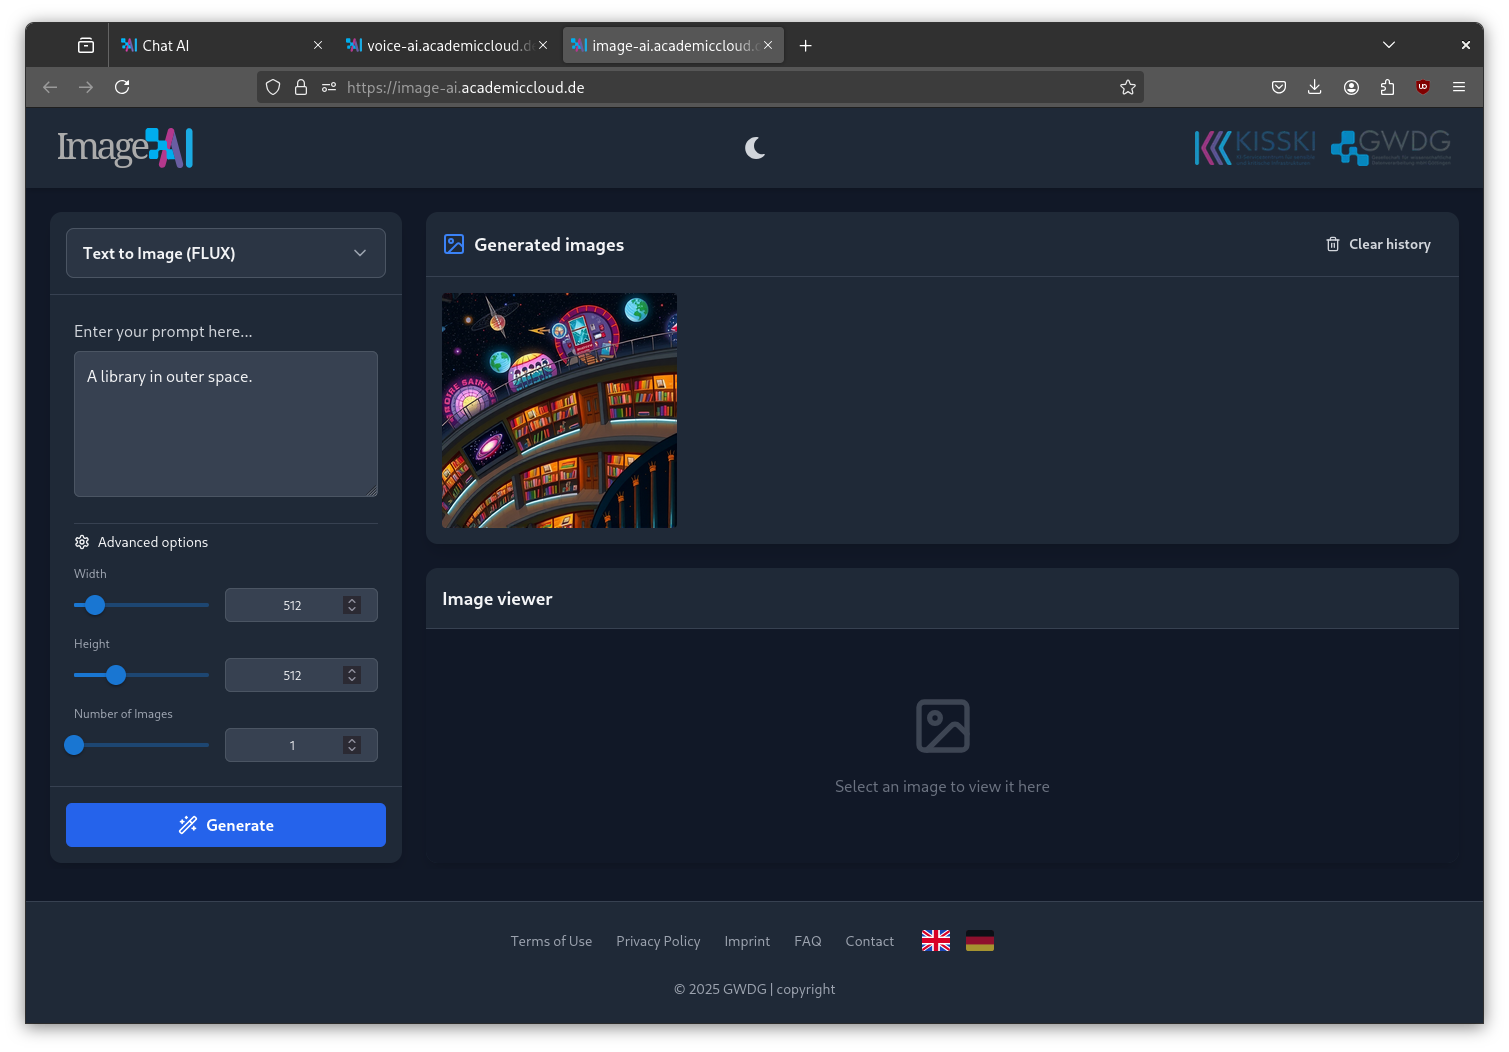 Chat AI
voice-ai.academiccloud.d
image-ai.academiccloud.
https://image-ai.academiccloud.de
Image AI
KISSKI
GWDG
Text to Image (FLUX)
Enter your prompt here...
A library in outer space.
Advanced options
Width
512
Height
512
Number of Images
1
Generate
Generated images
Clear history
Image viewer
Select an image to view it here
Terms of Use
Privacy Policy
Imprint
FAQ
Contact
© 2025 GWDG | copyright